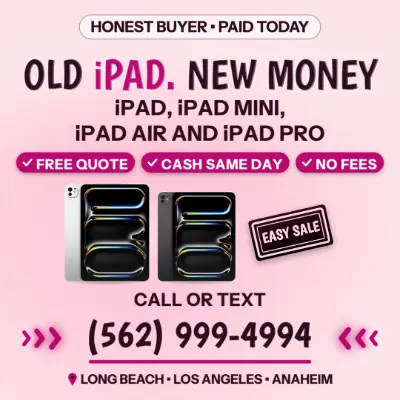 HONEST BUYER • PAID TODAY
OLD iPAD. NEW MONEY
iPAD, iPAD MINI,
iPAD AIR AND iPAD PRO
✓ FREE QUOTE ✓ CASH SAME DAY ✓ NO FEES
EASY SALE
CALL OR TEXT
(562) 999-4994
LONG BEACH • LOS ANGELES • ANAHEIM